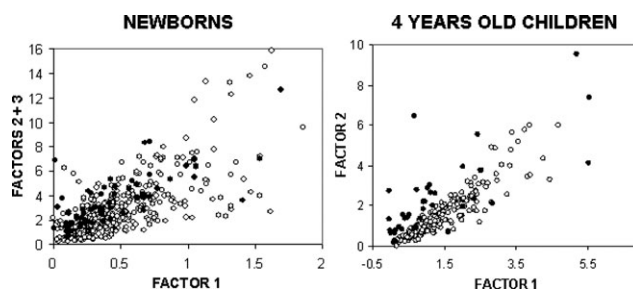 NEWBORNS
FACTORS 2 + 3
16
14
12
10
8
6
4
2
0
0 0.5 1 1.5 2
FACTOR 1
4 YEARS OLD CHILDREN
FACTOR 2
10
8
6
4
2
0
-0.5 1.5 3.5 5.5
FACTOR 1